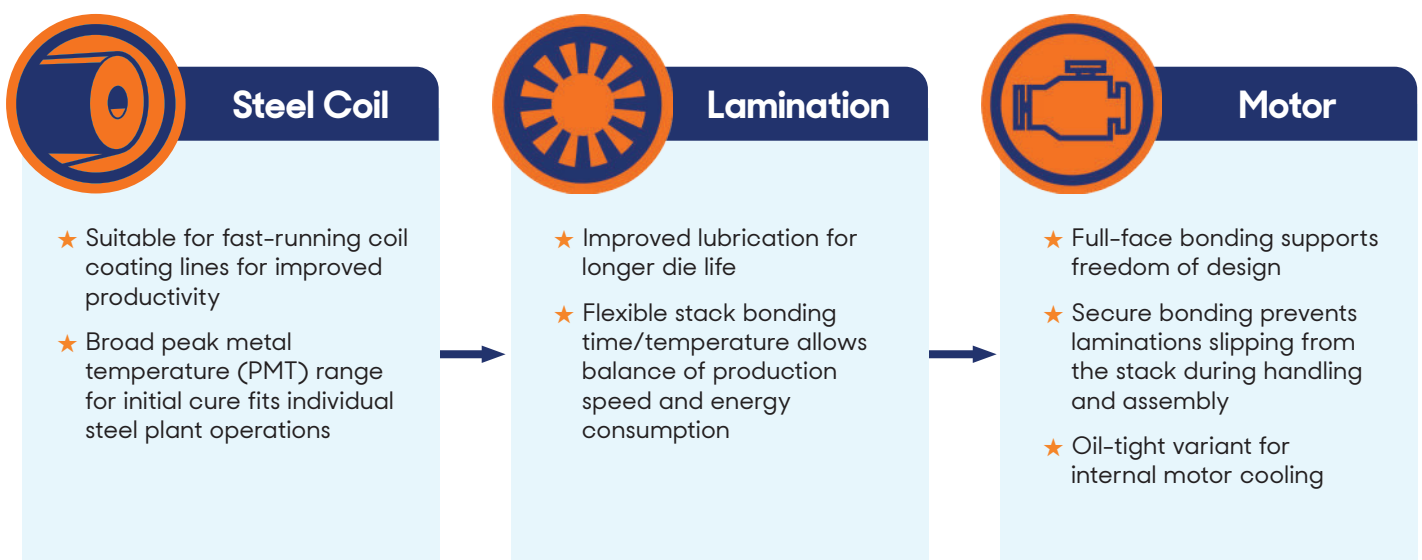 Steel Coil
★ Suitable for fast-running coil
coating lines for improved
productivity
★ Broad peak metal
temperature (PMT) range
for initial cure fits individual
steel plant operations
Lamination
★ Improved lubrication for
longer die life
★ Flexible stack bonding
time/temperature allows
balance of production
speed and energy
consumption
Motor
★ Full-face bonding supports
freedom of design
★ Secure bonding prevents
laminations slipping from
the stack during handling
and assembly
★ Oil-tight variant for
internal motor cooling